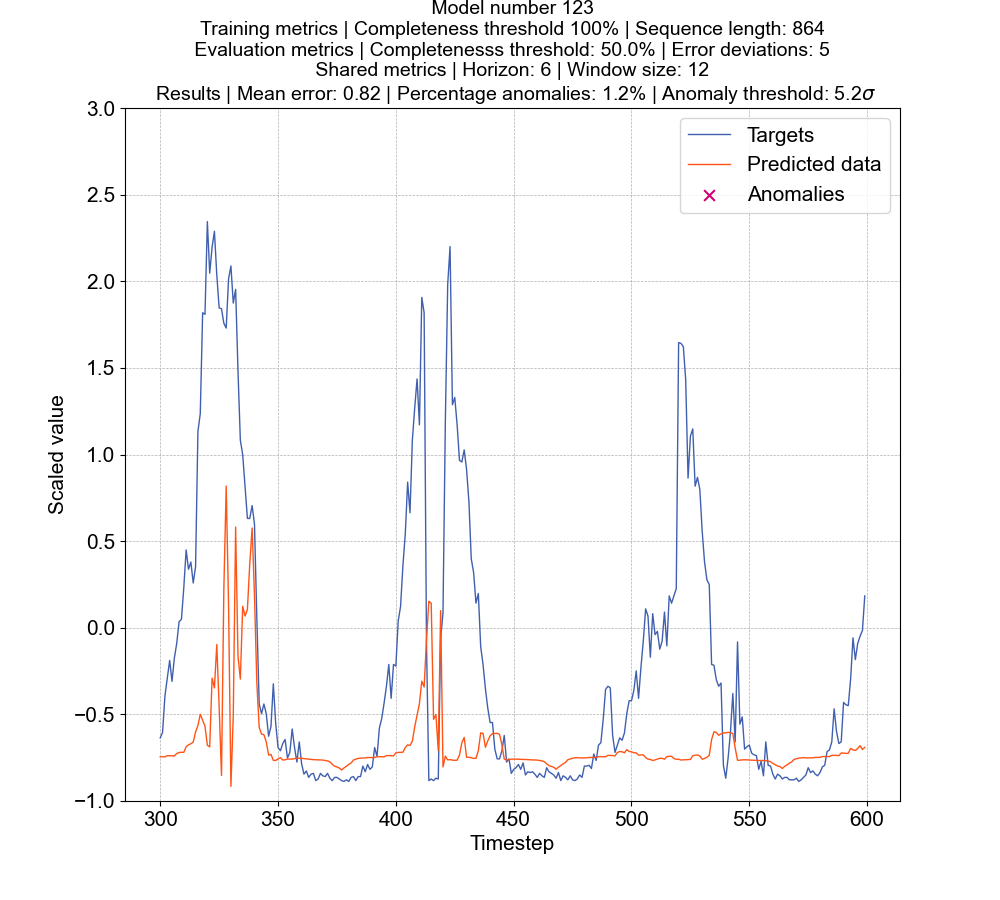 Model number 123
Training metrics | Completeness threshold 100% | Sequence length: 864
Evaluation metrics | Completenesss threshold: 50.0% | Error deviations: 5
Shared metrics | Horizon: 6 | Window size: 12
Results | Mean error: 0.82 | Percentage anomalies: 1.2% | Anomaly threshold: 5.2σ
3.0
Targets
Predicted data
Anomalies
2.5
2.0
1.5
1.0
0.5
0.0
−0.5
−1.0
Scaled value
300 350 400 450 500 550 600
Timestep